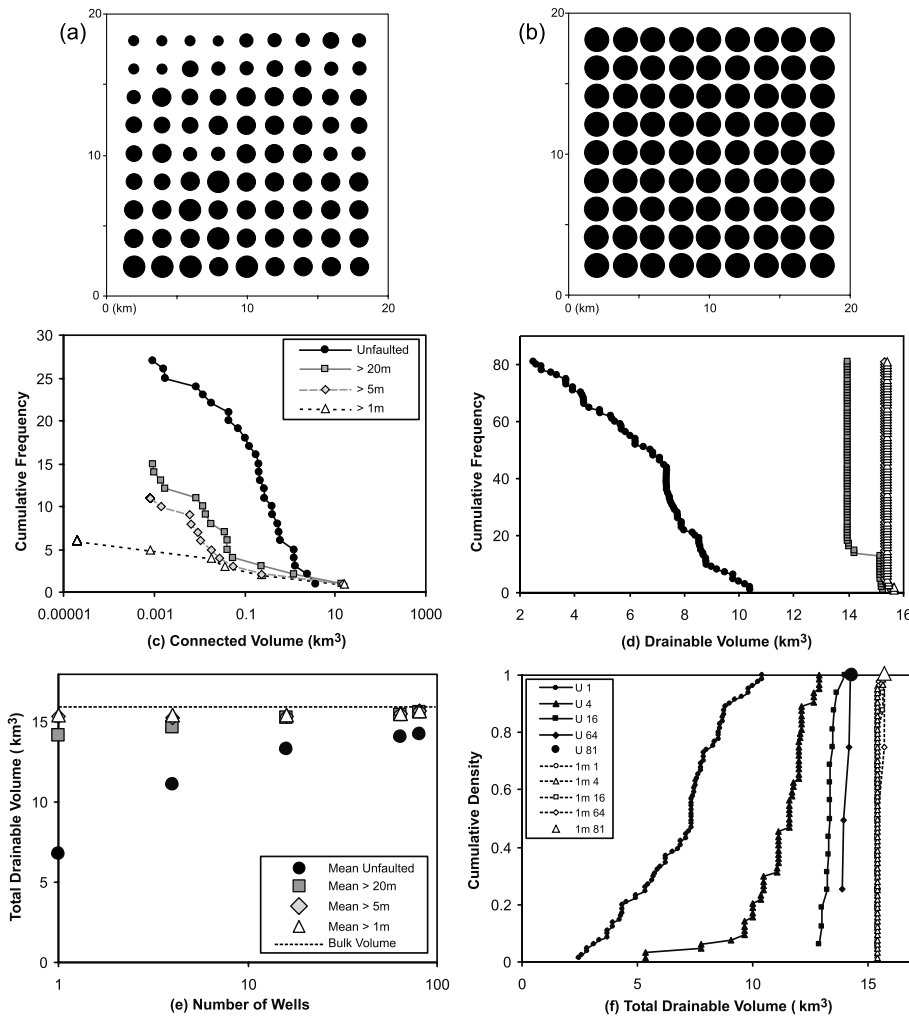 (a)
20
10
0
0 (km)
10
20
(b)
20
10
0
0 (km)
10
20
Cumulative Frequency
30
25
20
15
10
5
0
Unfaulted
> 20m
> 5m
> 1m
0.00001
0.001
0.1
10
1000
(c) Connected Volume (km³)
Cumulative Frequency
80
60
40
20
0
2
4
6
8
10
12
14
16
(d) Drainable Volume (km³)
Total Drainable Volume ( km³)
15
10
5
0
Mean Unfaulted
Mean > 20m
Mean > 5m
Mean > 1m
Bulk Volume
1
10
100
(e) Number of Wells
Cumulative Density
1
0.8
0.6
0.4
0.2
0
U 1
U 4
U 16
U 64
U 81
1m 1
1m 4
1m 16
1m 64
1m 81
0
5
10
15
(f) Total Drainable Volume ( km³)